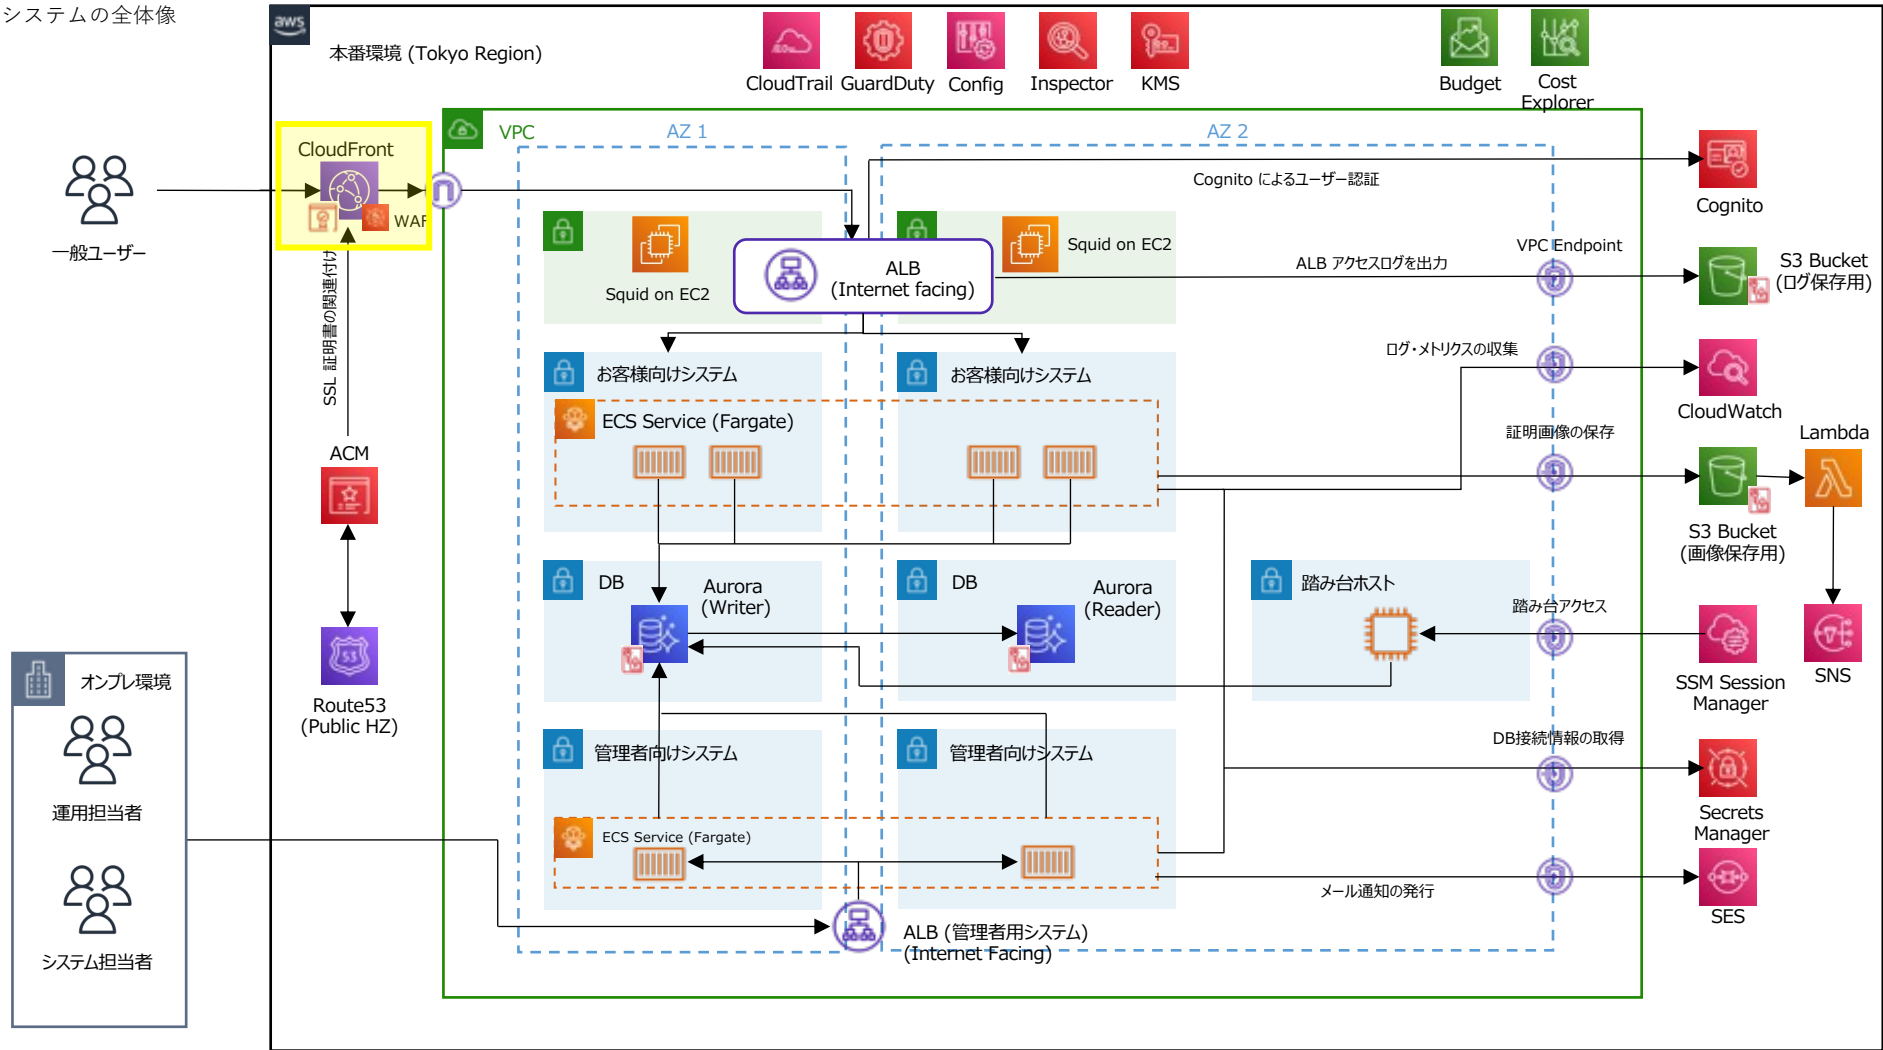 システムの全体像
aws
本番環境 (Tokyo Region)
CloudTrail
GuardDuty
Config
Inspector
KMS
Budget
Cost
Explorer
VPC
AZ 1
AZ 2
CloudFront
WAF
一般ユーザー
Cognito によるユーザー認証
Cognito
Squid on EC2
Squid on EC2
ALB
(Internet facing)
VPC Endpoint
ALB アクセスログを出力
S3 Bucket
(ログ保存用)
SSL 証明書の関連付け
お客様向けシステム
お客様向けシステム
ログ・メトリクスの収集
CloudWatch
ECS Service (Fargate)
証明画像の保存
Lambda
ACM
S3 Bucket
(画像保存用)
DB
Aurora
(Writer)
DB
Aurora
(Reader)
踏み台ホスト
踏み台アクセス
53
SSM Session
Manager
SNS
オンプレ環境
Route53
(Public HZ)
管理者向けシステム
管理者向けシステム
DB接続情報の取得
運用担当者
Secrets
Manager
ECS Service (Fargate)
メール通知の発行
SES
ALB (管理者用システム)
(Internet Facing)
システム担当者